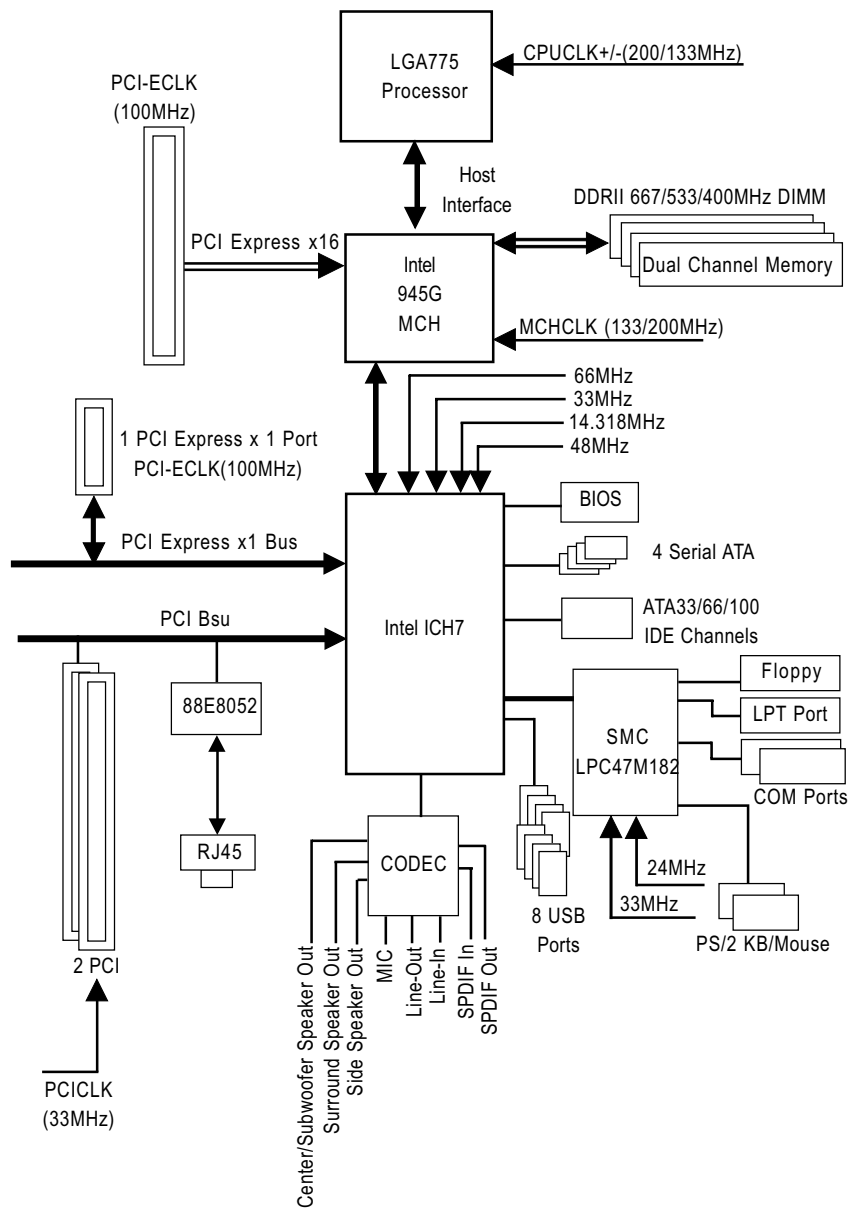 LGA775
Processor
CPUCLK+/-(200/133MHz)
PCI-ECLK
(100MHz)
Host
Interface
DDRII 667/533/400MHz DIMM
Dual Channel Memory
PCI Express x16
Intel
945G
MCH
MCHCLK (133/200MHz)
66MHz
33MHz
14.318MHz
48MHz
1 PCI Express x 1 Port
PCI-ECLK(100MHz)
PCI Express x1 Bus
BIOS
4 Serial ATA
PCI Bsu
Intel ICH7
ATA33/66/100
IDE Channels
88E8052
RJ45
SMC
LPC47M182
Floppy
LPT Port
COM Ports
24MHz
33MHz
PS/2 KB/Mouse
8 USB
Ports
CODEC
2 PCI
PCICLK
(33MHz)
Center/Subwoofer Speaker Out
Surround Speaker Out
Side Speaker Out
MIC
Line-Out
Line-In
SPDIF In
SPDIF Out